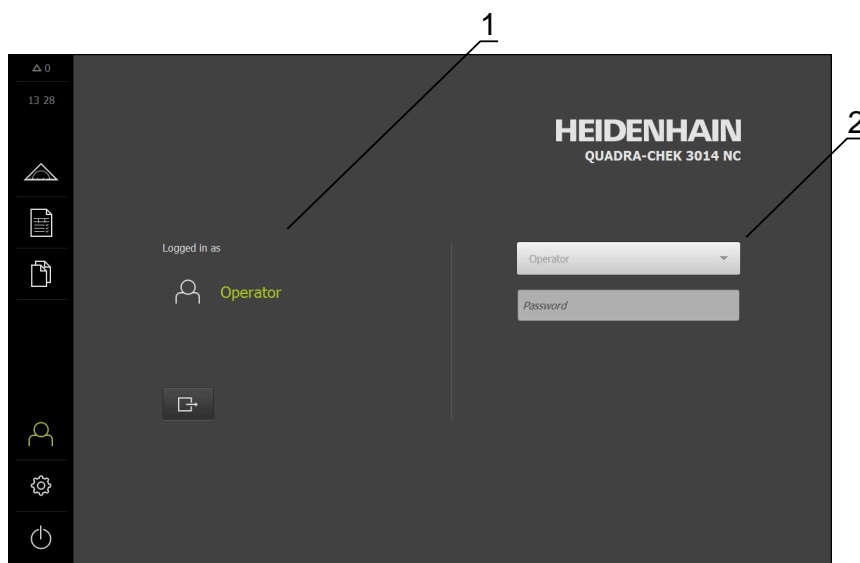 1
△ 0
13 28
HEIDENHAIN
2
QUADRA-CHEK 3014 NC
Logged in as
Operator
Operator
Password